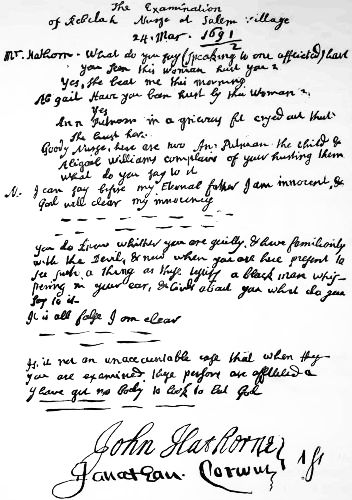 The Examination
of Rebekah Nurse at Salem Village
24. Mar. 1691/2
Mr. Hathorn. What do you say (speaking to one afflicted) have
you seen this woman hurt you?
Yes, she beat me this morning
Abigail Have you been hurt by this Woman?
Yes
Ann Putnam in a grievous fit cryed out that
she hurt her.
Goody Nurse, here are two An: Putnam the child &
Abigail Williams complains of your hurting them
What do you say to it
N. I can say before my Eternal father I am innocent, &
God will clear my innocency
You do know whither you are guilty, & have familiarity
with the Devil, & now when you are here present to
see such a thing as these testify a black man whis-
pering in your ear, & birds about you what do you
say to it
It is all false I am clear
Is it not an unaccountable case that when
you are examined these persons are afflicted
I have got no body to look to but God
John Hathorne
Jonathan Corwin